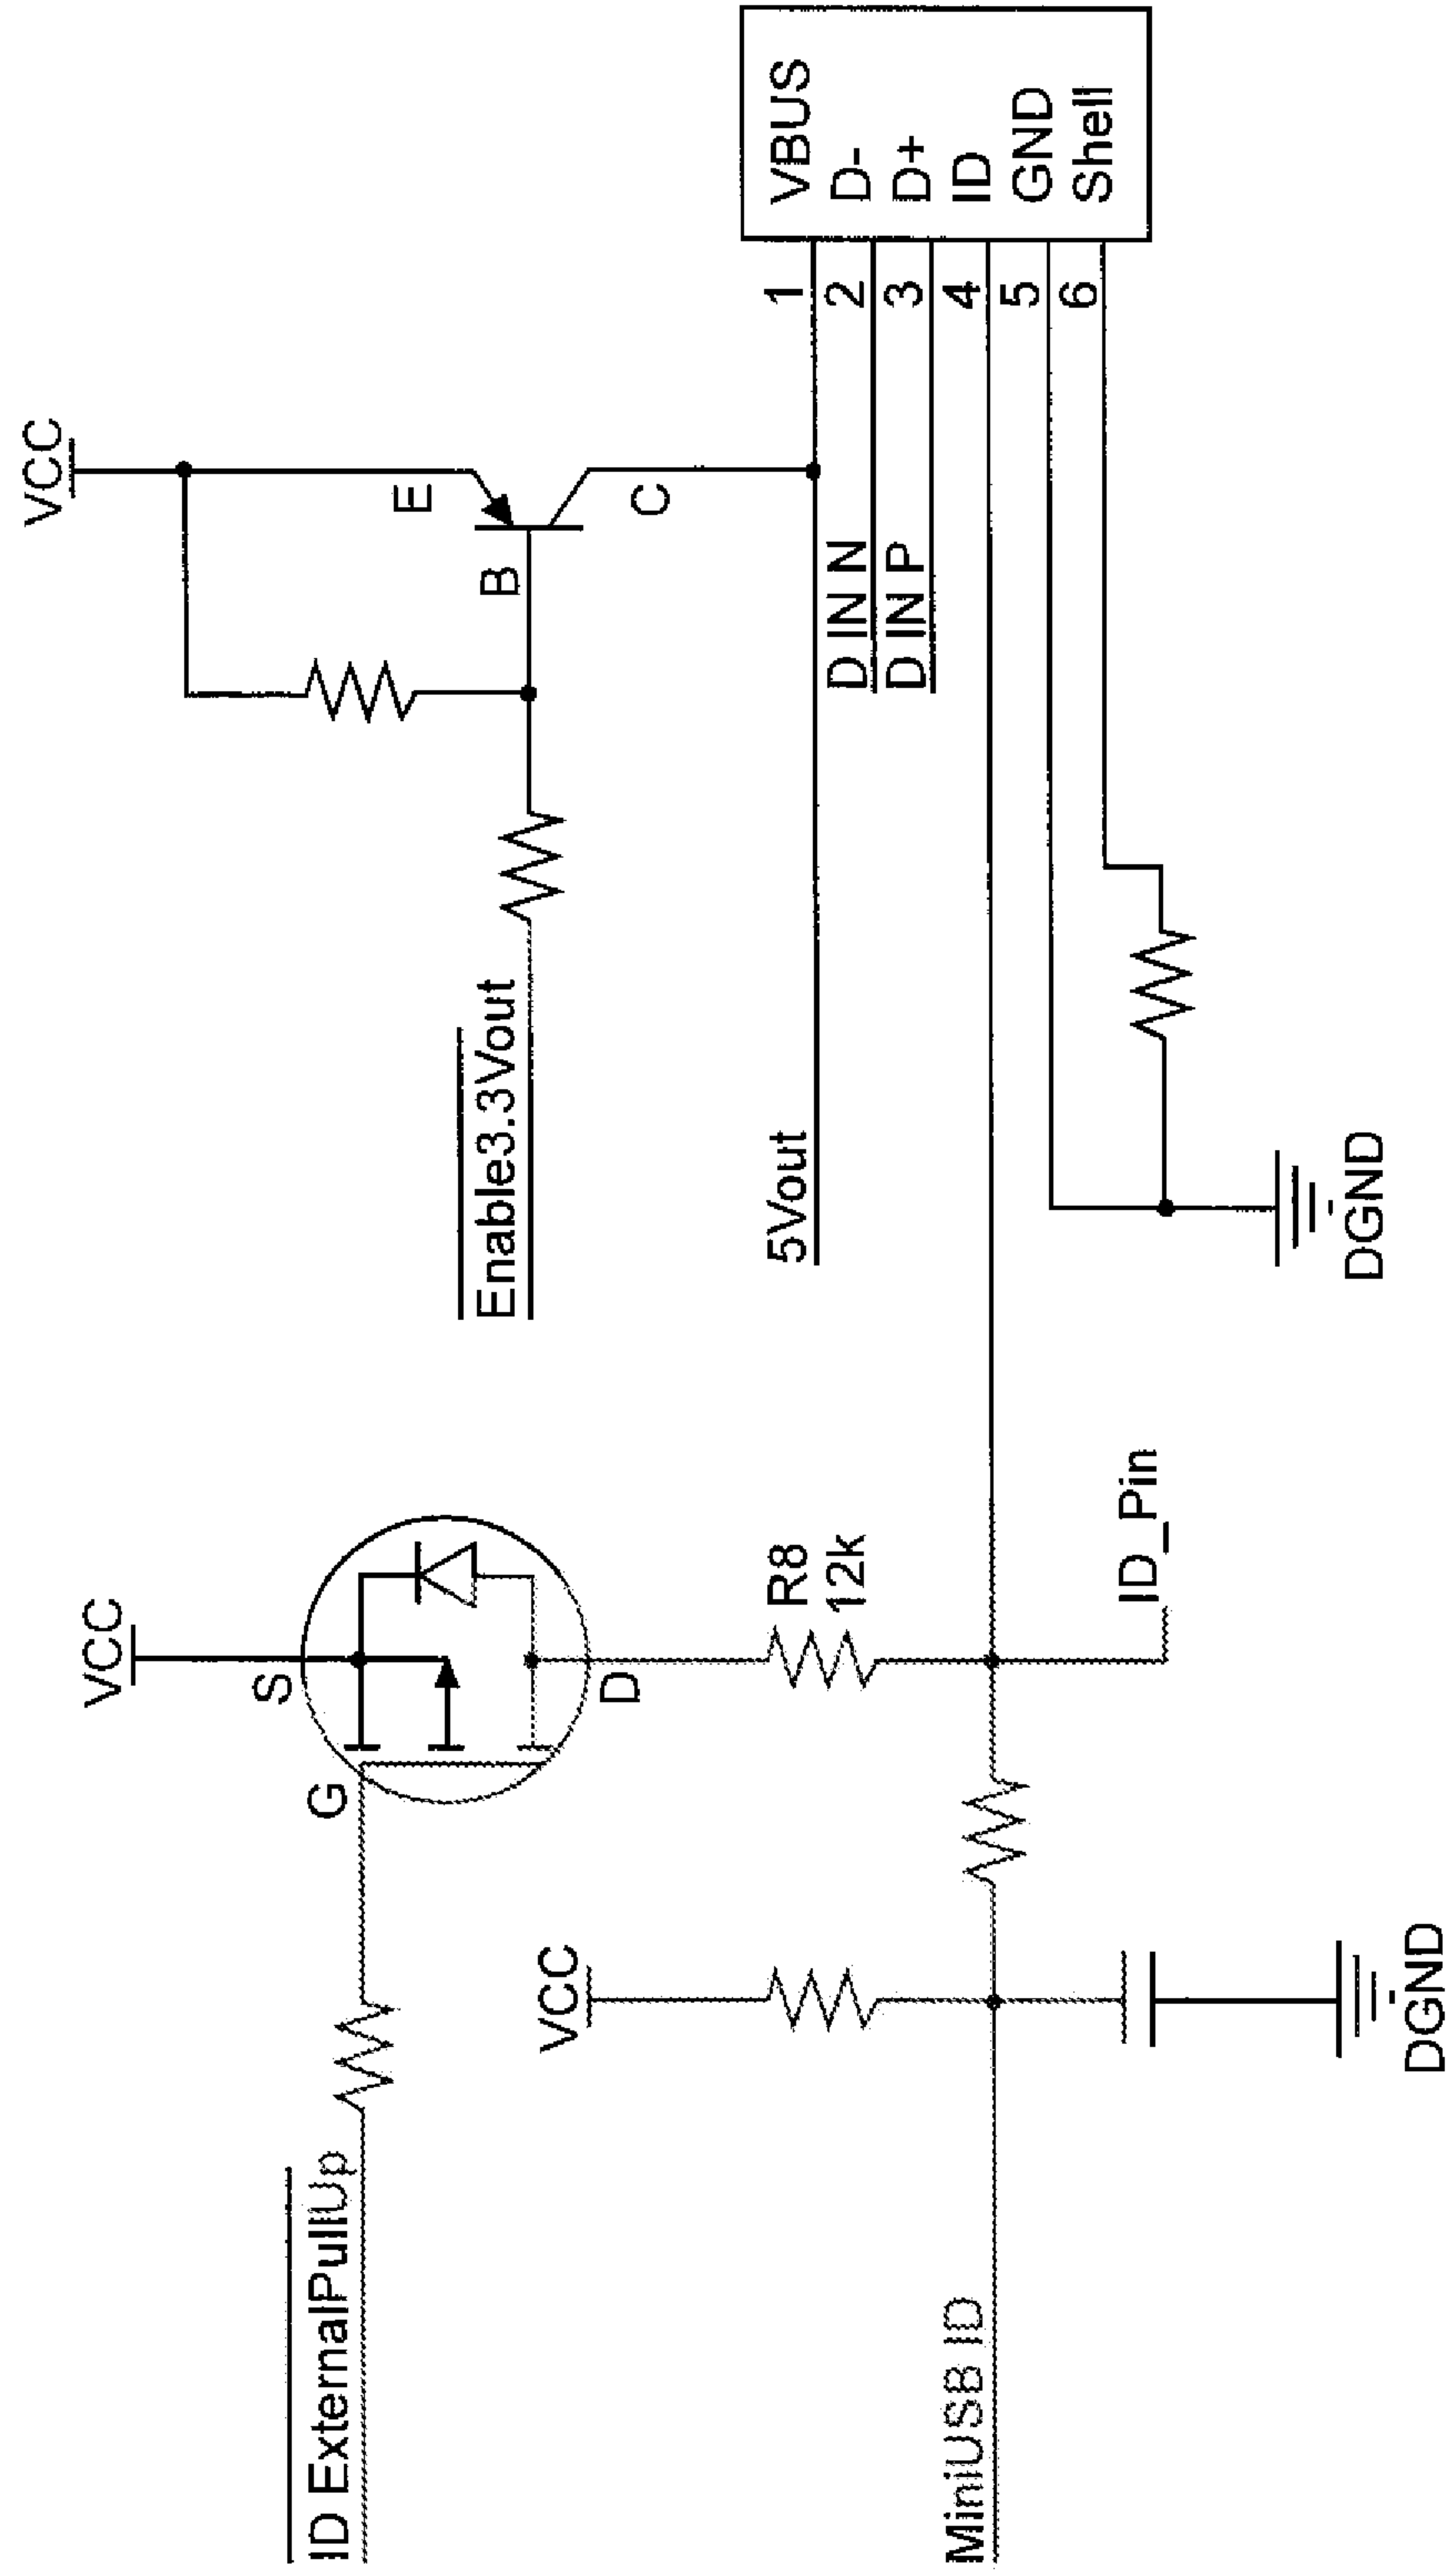 VCC
S
G
D
ID ExternalPullUp
R8
12k
VCC
MiniUSB ID
DGND
ID_Pin
VCC
E
B
C
Enable3.3Vout
5Vout
D IN N
D IN P
DGND
1 VBUS
2 D-
3 D+
4 ID
5 GND
6 Shell